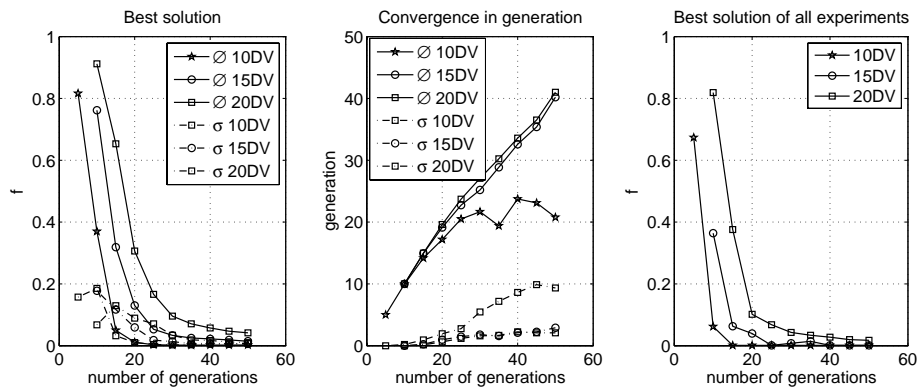 Best solution
1
0.8
0.6
0.4
0.2
0
f
0 20 40 60
number of generations
∅ 10DV
∅ 15DV
∅ 20DV
σ 10DV
σ 15DV
σ 20DV
Convergence in generation
50
40
30
20
10
0
generation
0 20 40 60
number of generations
∅ 10DV
∅ 15DV
∅ 20DV
σ 10DV
σ 15DV
σ 20DV
Best solution of all experiments
1
0.8
0.6
0.4
0.2
0
f
0 20 40 60
number of generations
10DV
15DV
20DV